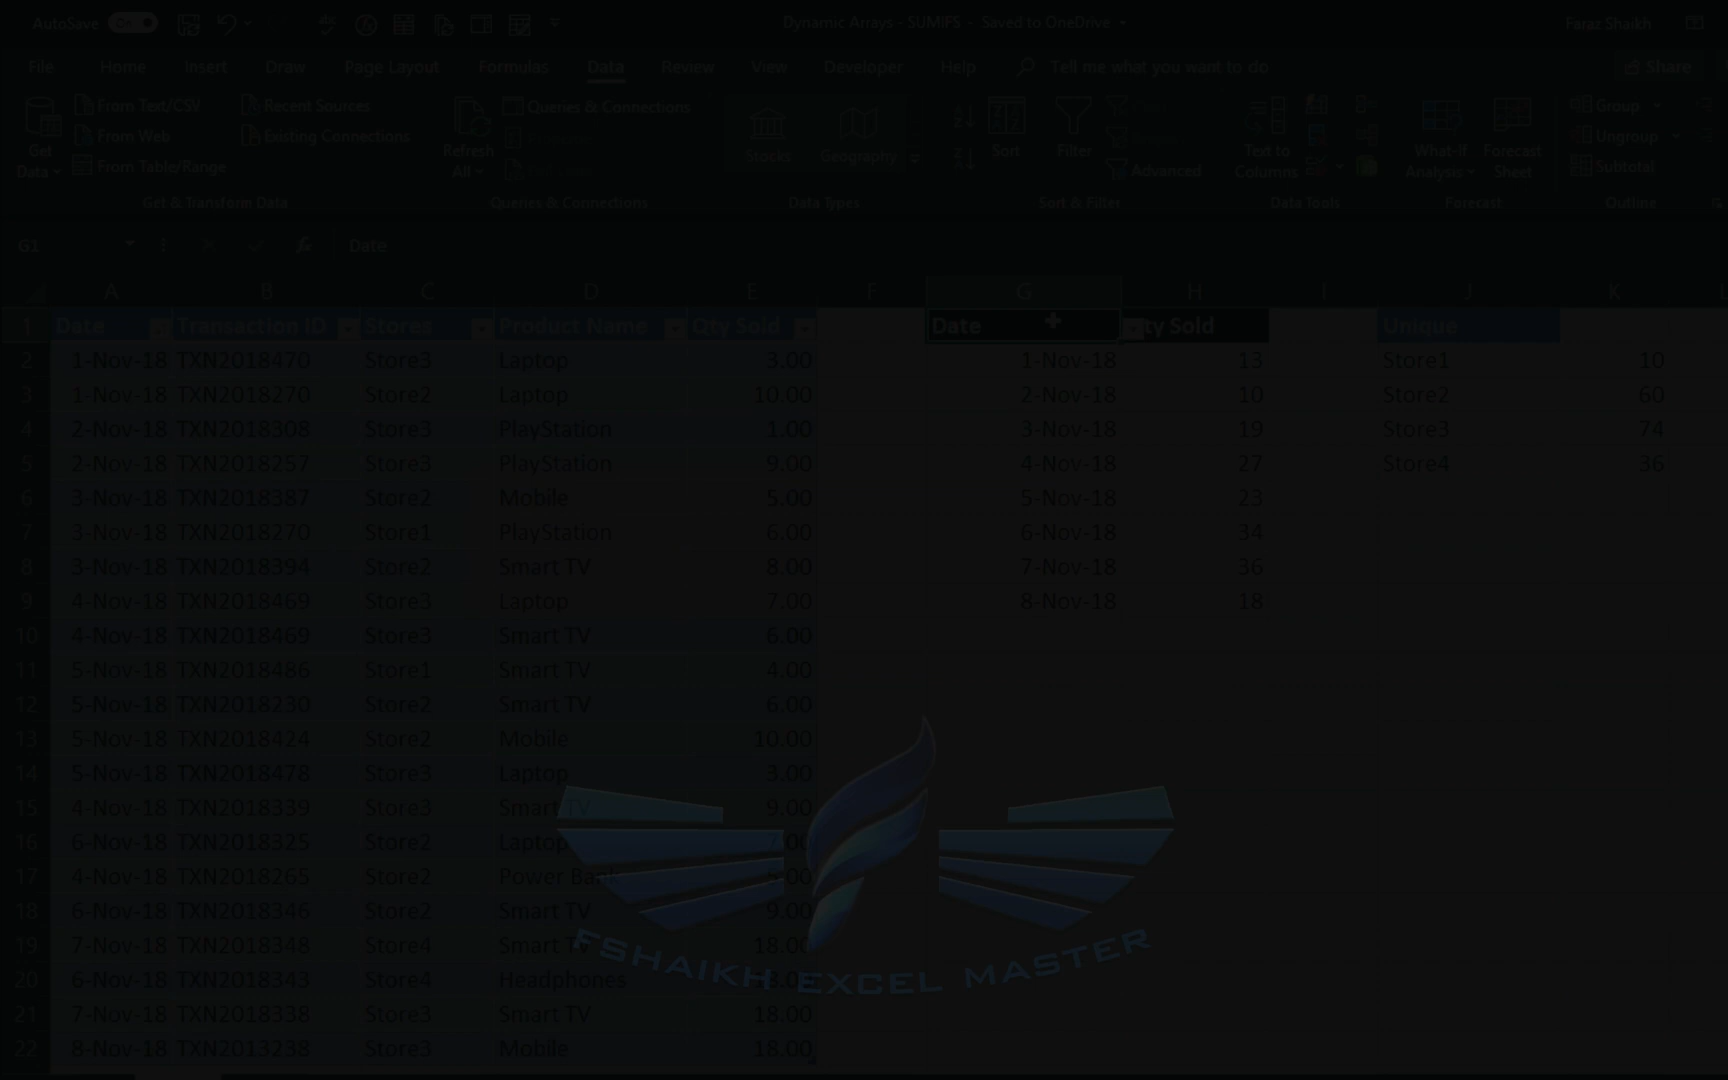 AutoSave On Dynamic Arrays - SUMIFS - Saved to OneDrive Faraz Shaikh
File Home Insert Draw Page Layout Formulas Data Review View Developer Help Tell me what you want to do Share
From Text/CSV Recent Sources Queries & Connections Group
From Web Existing Connections Ungroup
Get Data From Table/Range Refresh All Stocks Geography Sort Filter Advanced Text to Columns What-If Analysis Forecast Sheet Subtotal
Get & Transform Data Queries & Connections Data Types Sort & Filter Data Tools Forecast Outline
G1 fx Date
A B C D E F G H I J K
1 Date Transaction ID Stores Product Name Qty Sold Date ty Sold Unique
2 1-Nov-18 TXN2018470 Store3 Laptop 3.00 1-Nov-18 13 Store1 10
3 1-Nov-18 TXN2018270 Store2 Laptop 10.00 2-Nov-18 10 Store2 60
4 2-Nov-18 TXN2018308 Store3 PlayStation 1.00 3-Nov-18 19 Store3 74
5 2-Nov-18 TXN2018257 Store3 PlayStation 9.00 4-Nov-18 27 Store4 36
6 3-Nov-18 TXN2018387 Store2 Mobile 5.00 5-Nov-18 23
7 3-Nov-18 TXN2018270 Store1 PlayStation 6.00 6-Nov-18 34
8 3-Nov-18 TXN2018394 Store2 Smart TV 8.00 7-Nov-18 36
9 4-Nov-18 TXN2018469 Store3 Laptop 7.00 8-Nov-18 18
10 4-Nov-18 TXN2018469 Store3 Smart TV 6.00
11 5-Nov-18 TXN2018486 Store1 Smart TV 4.00
12 5-Nov-18 TXN2018230 Store2 Smart TV 6.00
13 5-Nov-18 TXN2018424 Store2 Mobile 10.00
14 5-Nov-18 TXN2018478 Store3 Laptop 3.00
15 4-Nov-18 TXN2018339 Store3 Smart TV 9.00
16 6-Nov-18 TXN2018325 Store2 Laptop 7.00
17 4-Nov-18 TXN2018265 Store2 Power Bank 5.00
18 6-Nov-18 TXN2018346 Store2 Smart TV 9.00
19 7-Nov-18 TXN2018348 Store4 Smart TV 18.00
20 6-Nov-18 TXN2018343 Store4 Headphones
21 7-Nov-18 TXN2018338 Store3 Smart TV 18.00
22 8-Nov-18 TXN2013238 Store3 Mobile 18.00
FSHAIKH EXCEL MASTER